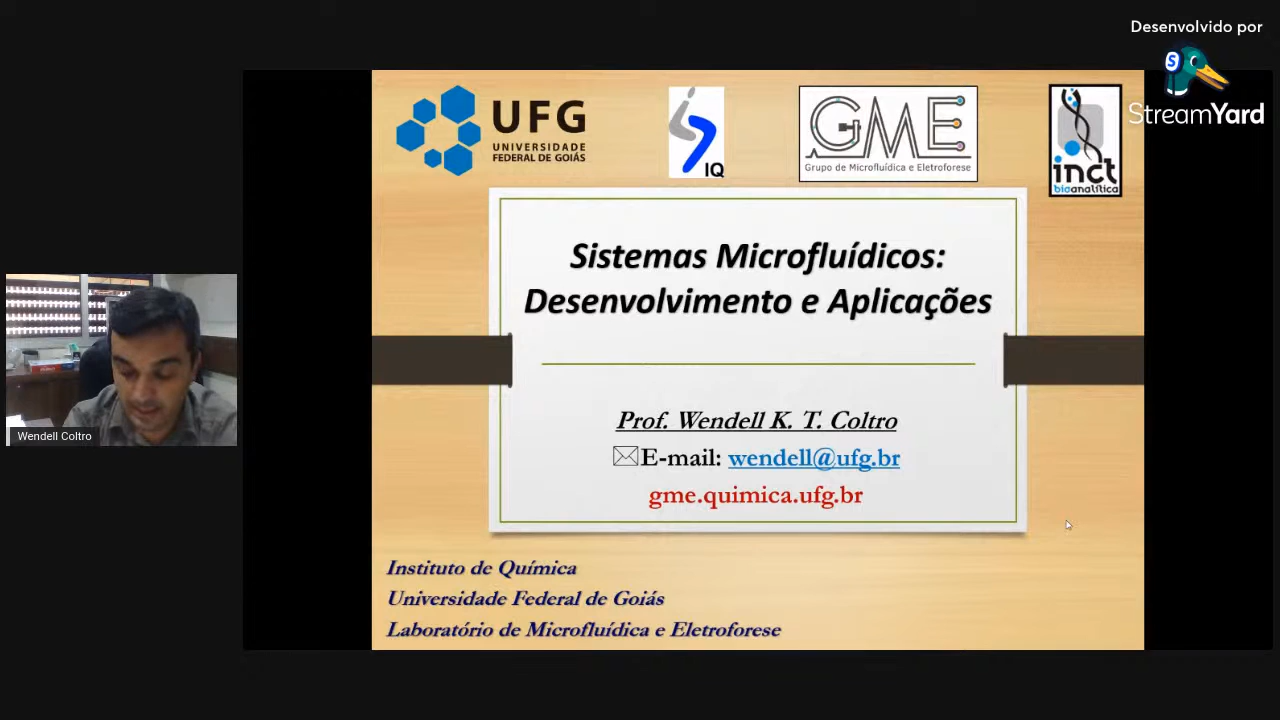 Desenvolvido por
StreamYard
UFG
UNIVERSIDADE
FEDERAL DE GOIÁS
IQ
GME
Grupo de Microfluídica e Eletroforese
inct
bioanalítica
Sistemas Microfluídicos:
Desenvolvimento e Aplicações
Prof. Wendell K. T. Coltro
E-mail: wendell@ufg.br
gme.quimica.ufg.br
Wendell Coltro
Instituto de Química
Universidade Federal de Goiás
Laboratório de Microfluídica e Eletroforese